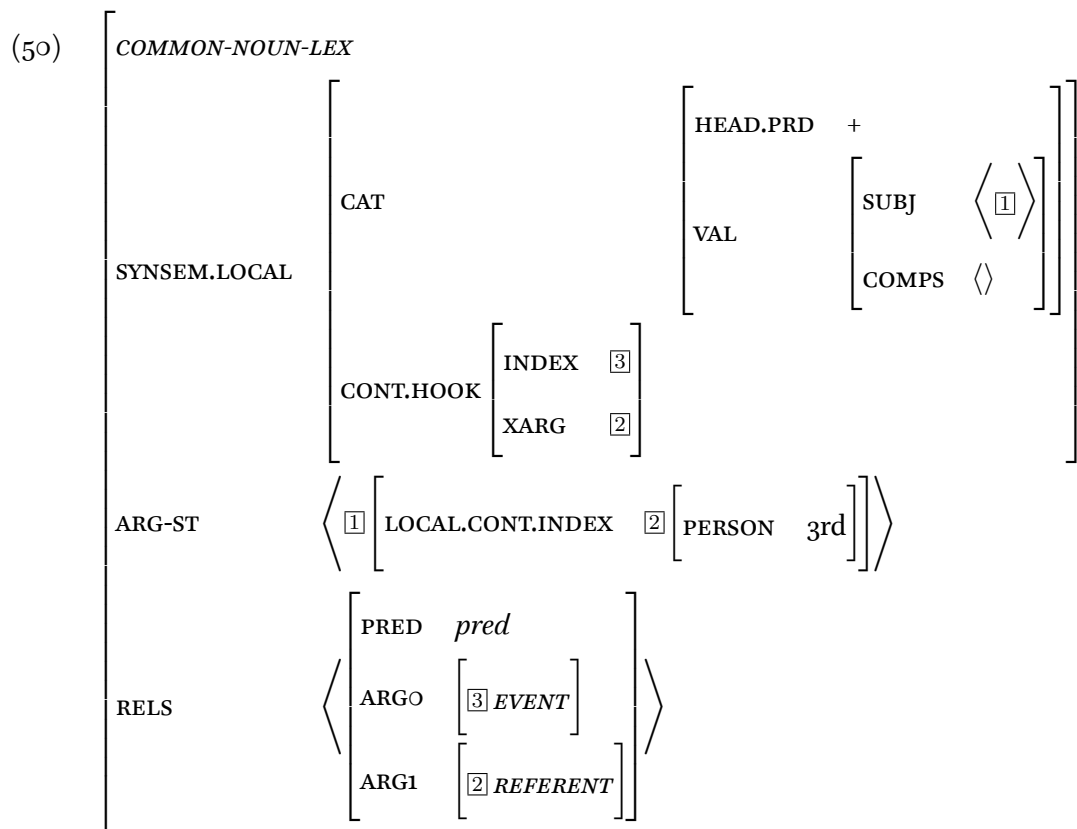 (50)
COMMON-NOUN-LEX
HEAD.PRD +
CAT
SUBJ ⟨ 1 ⟩
VAL
SYNSEM.LOCAL
COMPS ⟨⟩
INDEX 3
CONT.HOOK
XARG 2
ARG-ST ⟨ 1 [ LOCAL.CONT.INDEX 2 [ PERSON 3rd ] ] ⟩
PRED pred
ARG0 [ 3 EVENT ]
RELS
ARG1 [ 2 REFERENT ]